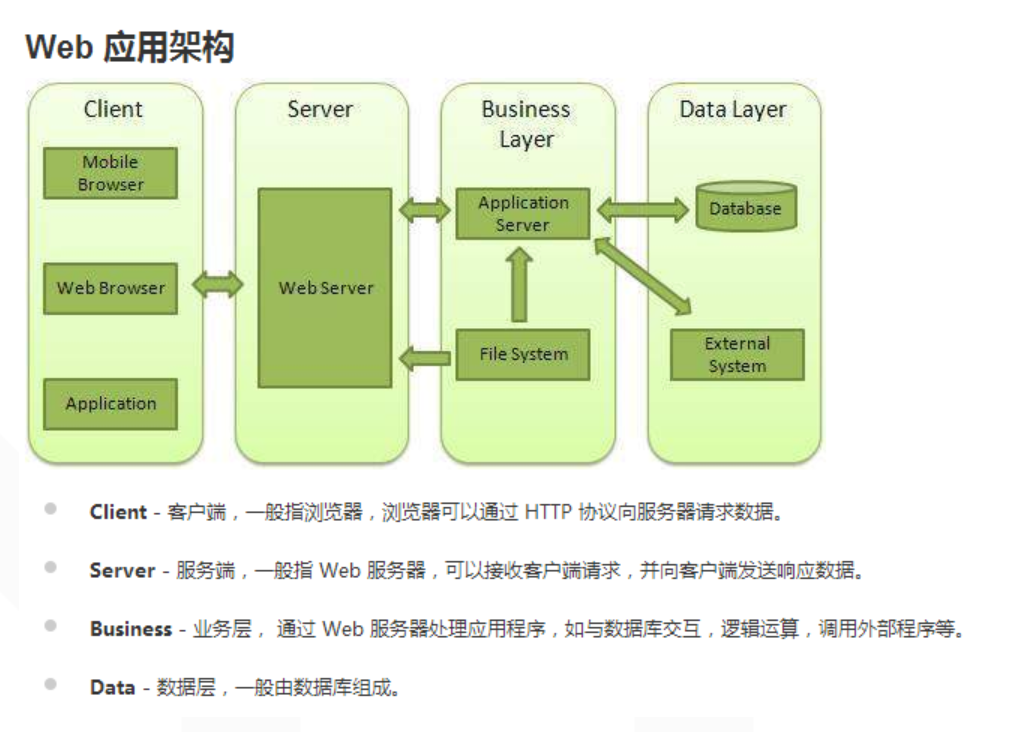 Web 应用架构
Client
Server
Business
Layer
Data Layer
Mobile
Browser
Web Browser
Application
Web Server
Application
Server
File System
Database
External
System
Client - 客户端，一般指浏览器，浏览器可以通过 HTTP 协议向服务器请求数据。
Server - 服务端，一般指 Web 服务器，可以接收客户端请求，并向客户端发送响应数据。
Business - 业务层， 通过 Web 服务器处理应用程序，如与数据库交互，逻辑运算，调用外部程序等。
Data - 数据层，一般由数据库组成。